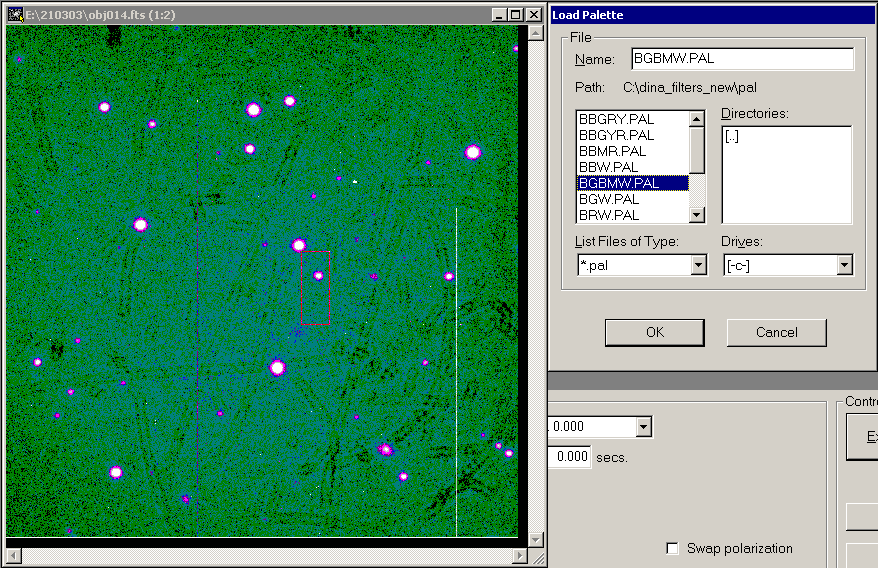 E:\210303\obj014.fts (1:2)
Load Palette
File
Name: BGBMW.PAL
Path: C:\dina_filters_new\pal
Directories:
BBGRY.PAL
BBGYR.PAL
BBMR.PAL
BBW.PAL
BGBMW.PAL
BGW.PAL
BRW.PAL
[..]
List Files of Type: Drives:
*.pal [-c-]
OK Cancel
0.000
0.000 secs.
Swap polarization